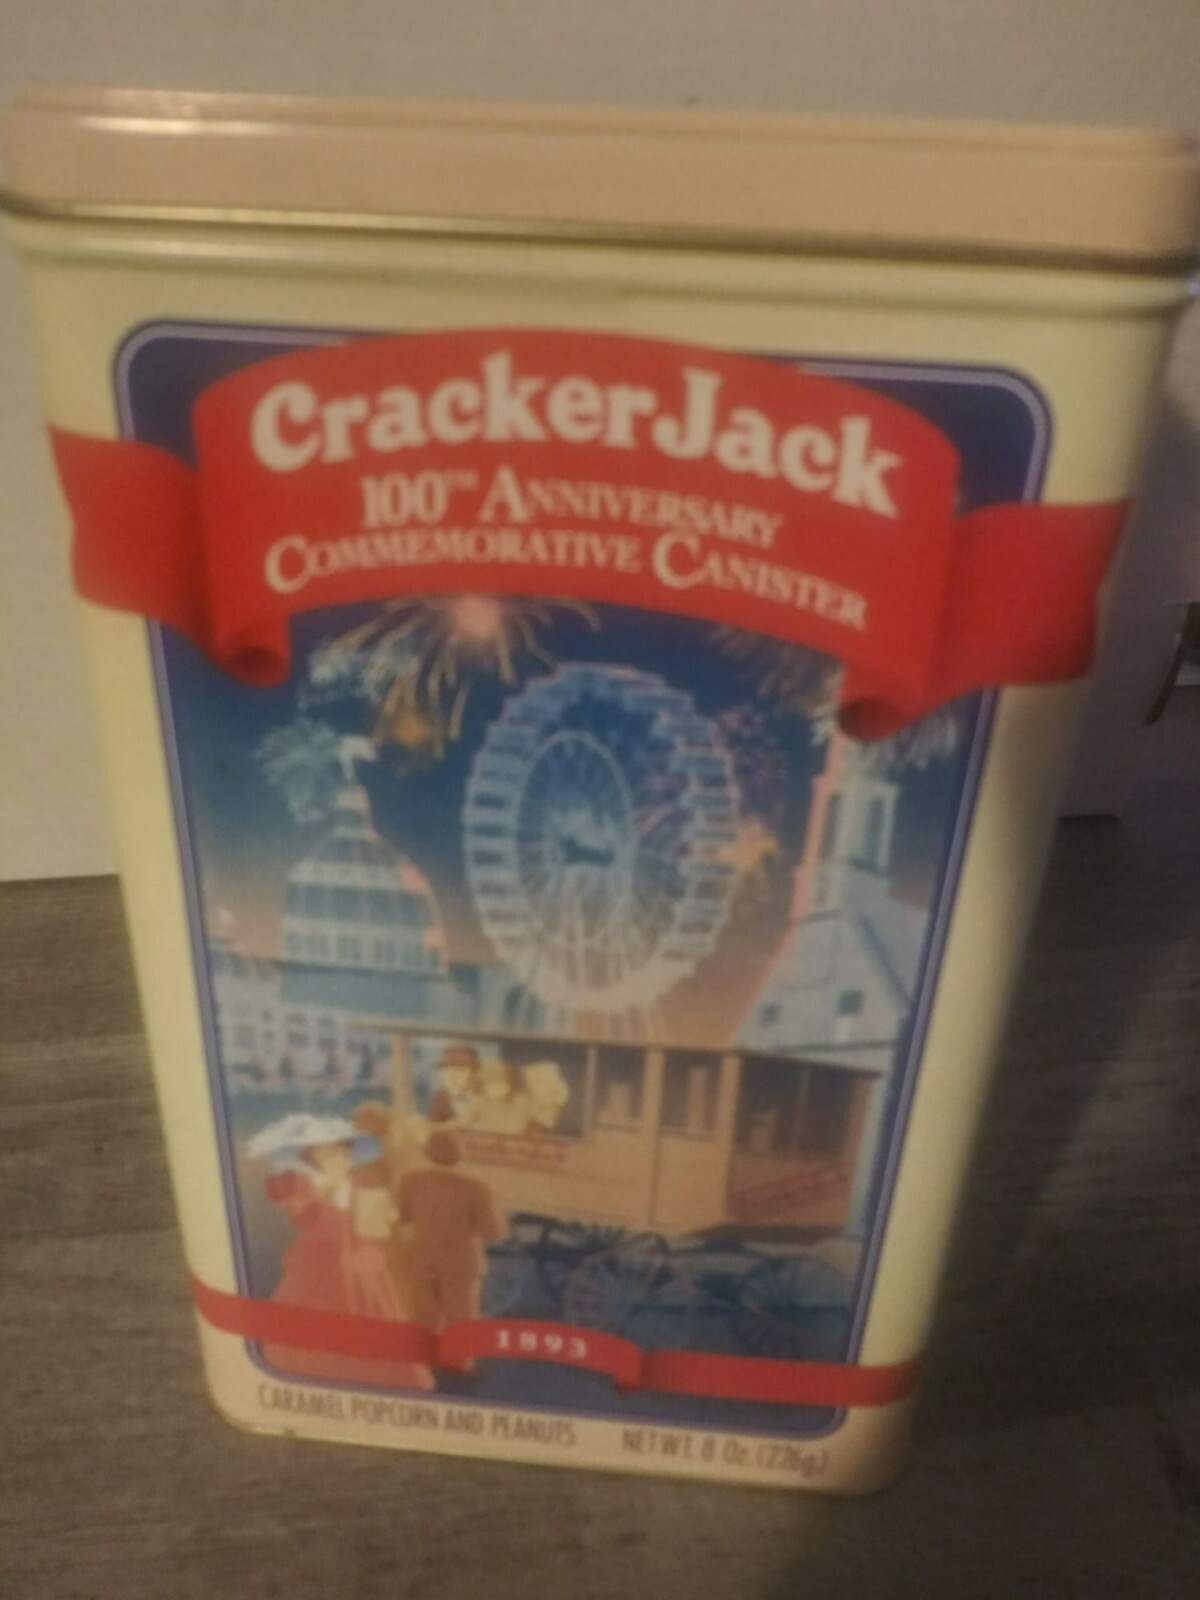 CrackerJack
100TH ANNIVERSARY
COMMEMORATIVE CANISTER
1893
CARAMEL POPCORN AND PEANUTS NET WT. 8 Oz. (226g)